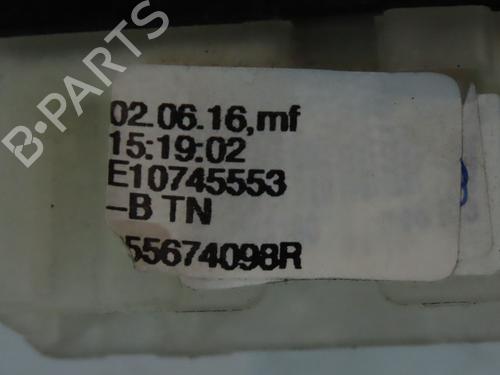 B-PARTS
02.06.16,mf
15:19:02
E10745553
-B TN
55674098R